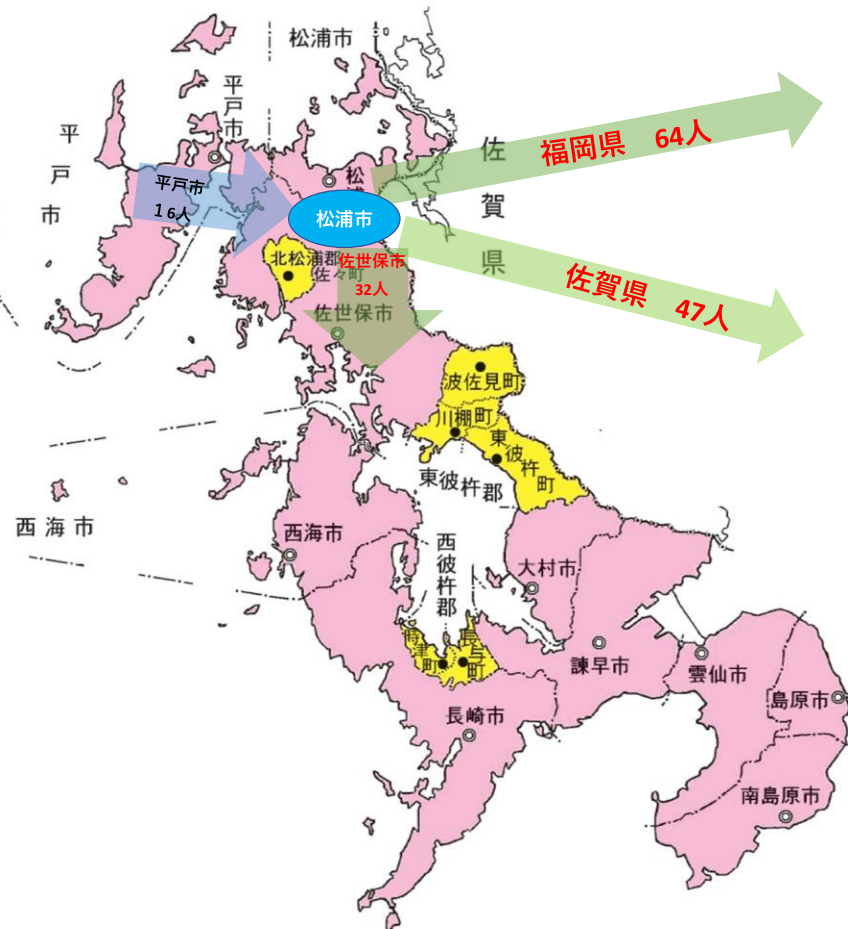 松浦市
平戸市
平戸市
佐賀県
福岡県　64人
平戸市
１6人
松浦
松浦市
北松浦郡
佐々町
佐世保市
32人
佐賀県　47人
佐世保市
波佐見町
川棚町
東彼杵町
東彼杵郡
西海市
西海市
西彼杵郡
大村市
時津町
長与町
諫早市
雲仙市
島原市
長崎市
南島原市